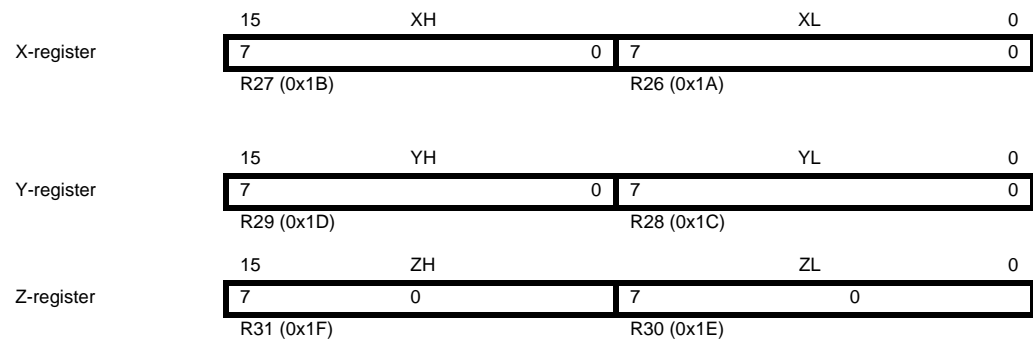 15 XH XL 0
X-register 7 0 7 0
R27 (0x1B) R26 (0x1A)
15 YH YL 0
Y-register 7 0 7 0
R29 (0x1D) R28 (0x1C)
15 ZH ZL 0
Z-register 7 0 7 0
R31 (0x1F) R30 (0x1E)